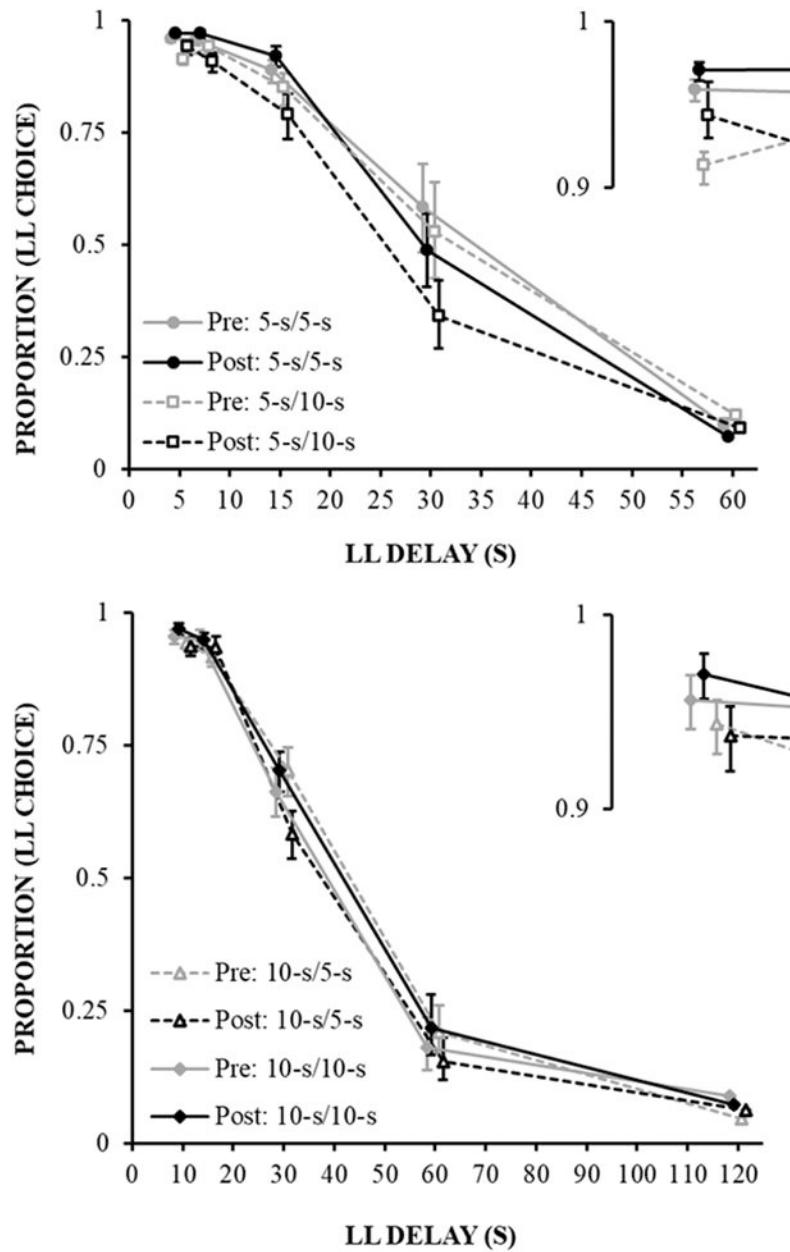 1
0.75
0.5
0.25
0
PROPORTION (LL CHOICE)
1
0.9
Pre: 5-s/5-s
Post: 5-s/5-s
Pre: 5-s/10-s
Post: 5-s/10-s
0 5 10 15 20 25 30 35 40 45 50 55 60
LL DELAY (S)
1
0.75
0.5
0.25
0
PROPORTION (LL CHOICE)
1
0.9
Pre: 10-s/5-s
Post: 10-s/5-s
Pre: 10-s/10-s
Post: 10-s/10-s
0 10 20 30 40 50 60 70 80 90 100 110 120
LL DELAY (S)